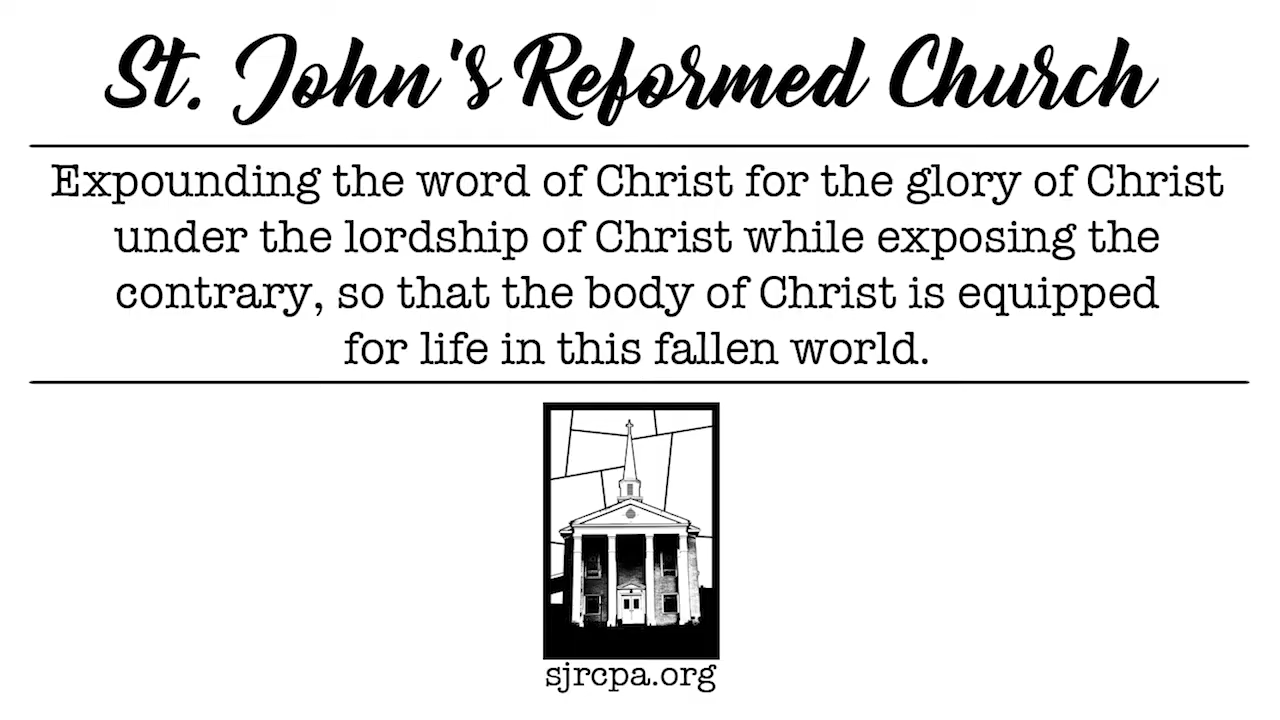 St. John's Reformed Church
Expounding the word of Christ for the glory of Christ
under the lordship of Christ while exposing the
contrary, so that the body of Christ is equipped
for life in this fallen world.
sjrcpa.org